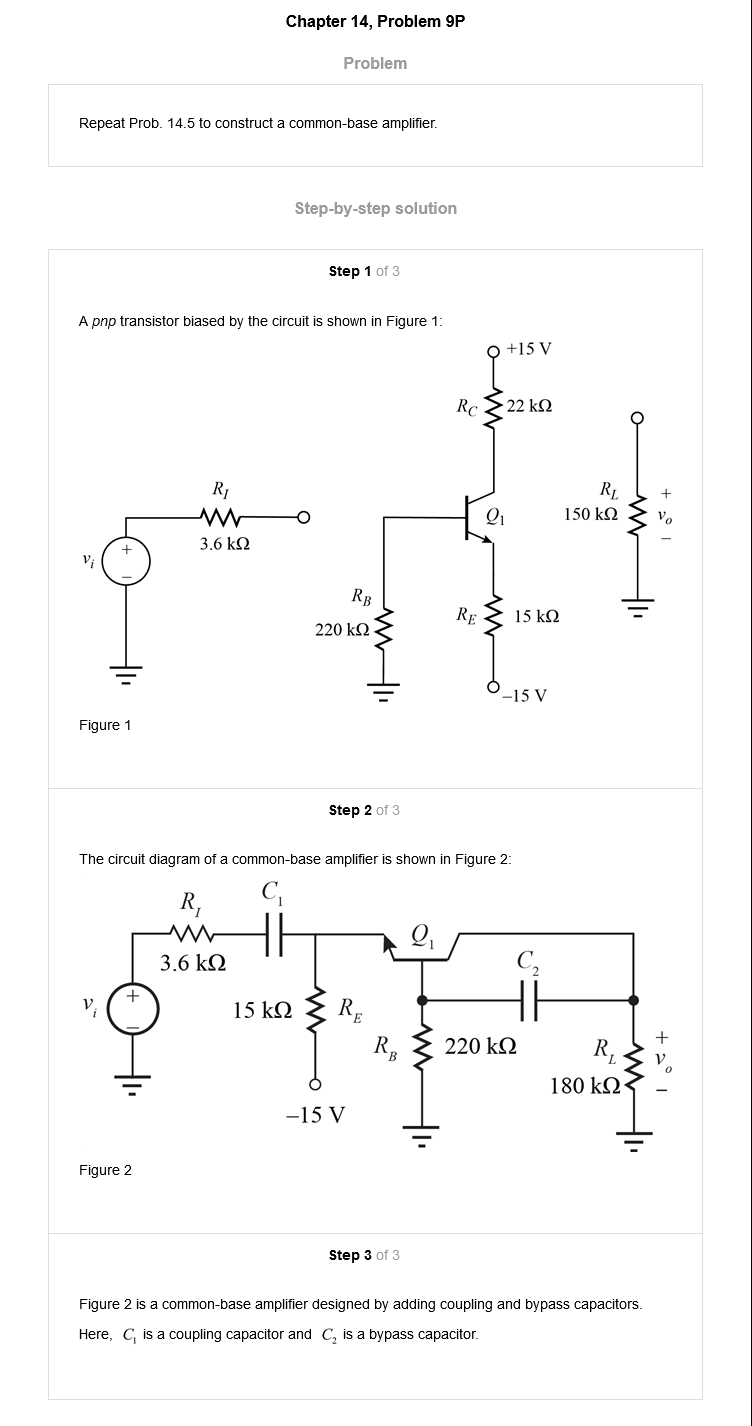 Chapter 14, Problem 9P
Problem
Repeat Prob. 14.5 to construct a common-base amplifier.
Step-by-step solution
Step 1 of 3
A pnp transistor biased by the circuit is shown in Figure 1:
+15 V
R_C 22 kΩ
R_I
3.6 kΩ
v_i
+
−
Q_1
R_L
150 kΩ
+
v_o
−
R_B
220 kΩ
R_E 15 kΩ
−15 V
Figure 1
Step 2 of 3
The circuit diagram of a common-base amplifier is shown in Figure 2:
R_I
C_1
3.6 kΩ
Q_1
C_2
v_i
+
−
15 kΩ R_E
R_B 220 kΩ
R_L
180 kΩ
+
v_o
−
−15 V
Figure 2
Step 3 of 3
Figure 2 is a common-base amplifier designed by adding coupling and bypass capacitors.
Here, C_1 is a coupling capacitor and C_2 is a bypass capacitor.